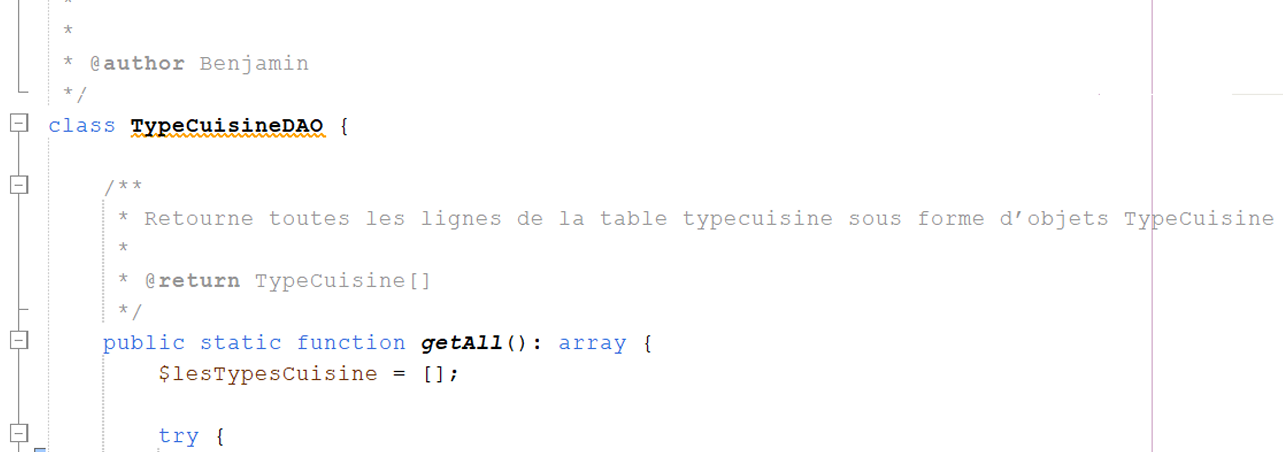 *
*
* @author Benjamin
*/
class TypeCuisineDAO {
/**
* Retourne toutes les lignes de la table typecuisine sous forme d’objets TypeCuisine
*
* @return TypeCuisine[]
*/
public static function getAll(): array {
$lesTypesCuisine = [];
try {